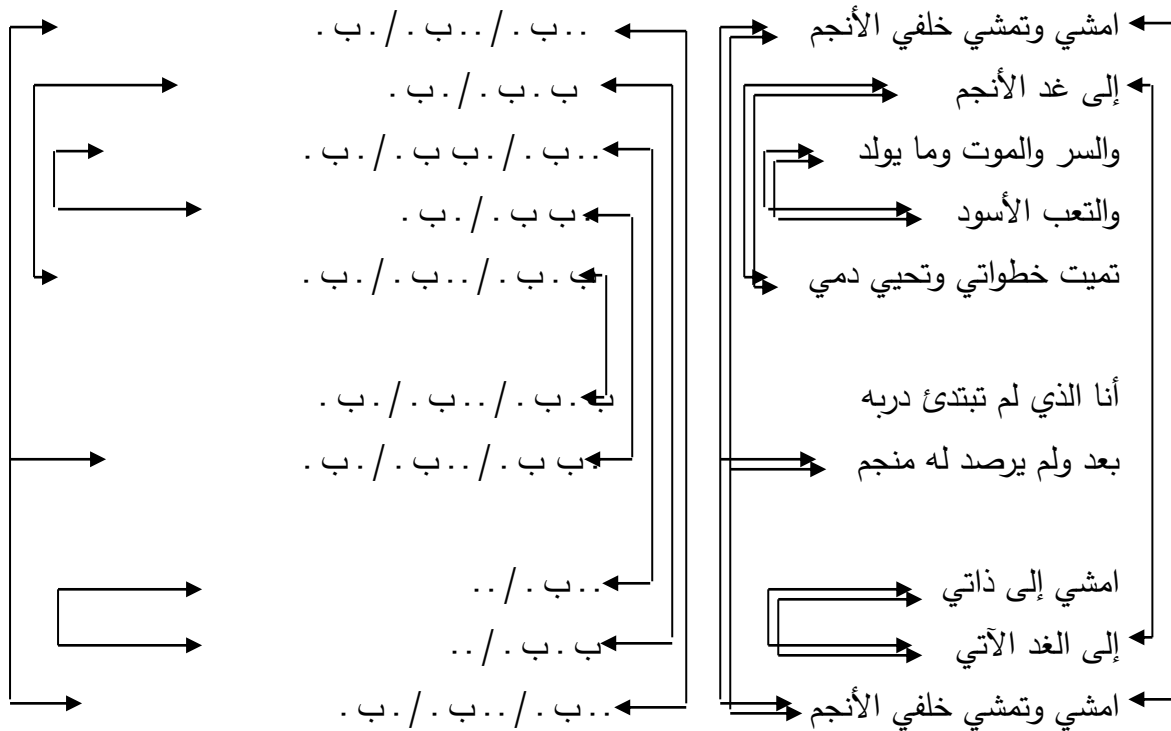 امشي وتمشي خلفي الأنجم . . ب . / . . ب . / . ب .
إلى غد الأنجم ب . ب . / . ب .
والسر والموت وما يولد . . ب . / . ب ب . / . ب .
والتعب الأسود . ب ب . / . ب .
تميت خطواتي وتحيي دمي ب . ب . / . . ب . / . ب .
أنا الذي لم تبتدئ دربه ب . ب . / . . ب . / . ب .
بعد ولم يرصد له منجم . ب ب . / . . ب . / . ب .
امشي إلى ذاتي . . ب . / . .
إلى الغد الآتي ب . ب . / . .
امشي وتمشي خلفي الأنجم . . ب . / . . ب . / . ب .